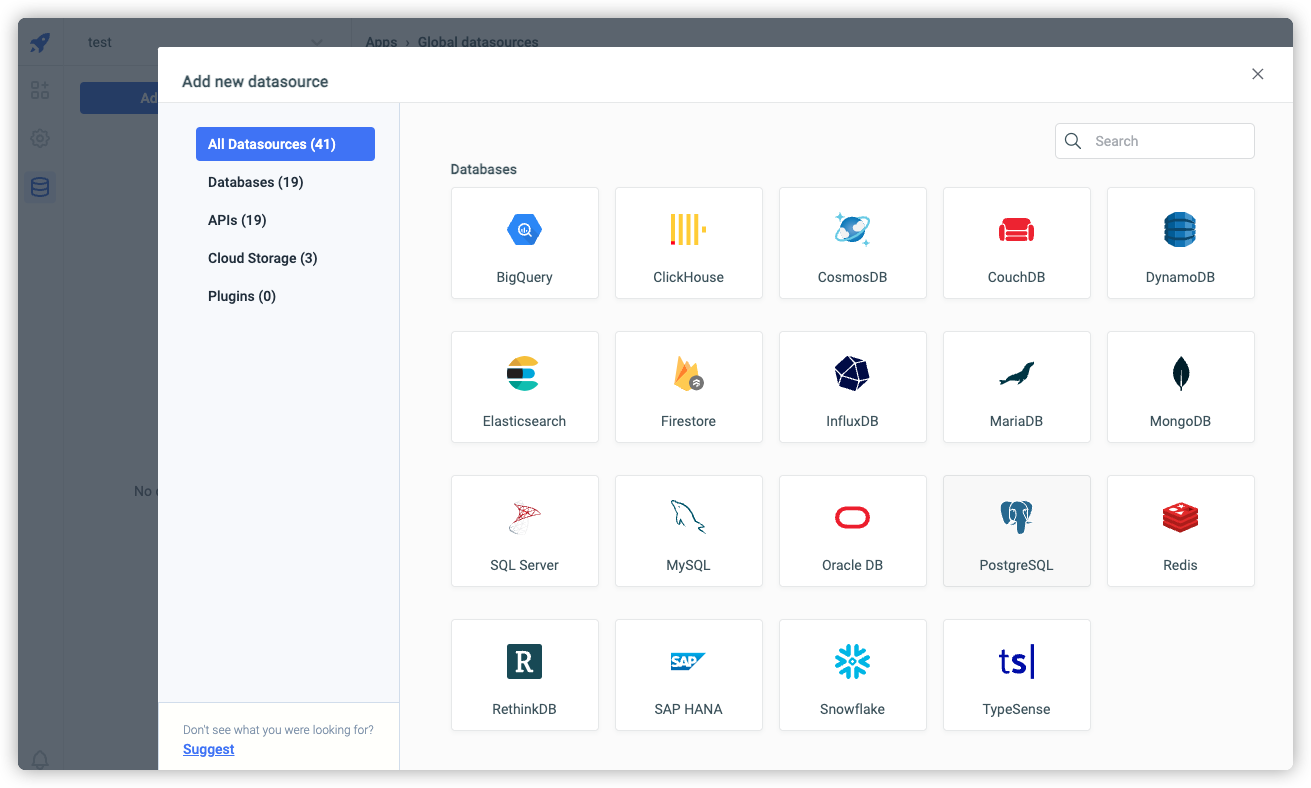 test
Apps › Global datasources
Add new datasource
Ad
All Datasources (41)
Databases (19)
APIs (19)
Cloud Storage (3)
Plugins (0)
No
Don't see what you were looking for?
Suggest
Search
Databases
BigQuery
ClickHouse
CosmosDB
CouchDB
DynamoDB
Elasticsearch
Firestore
InfluxDB
MariaDB
MongoDB
SQL Server
MySQL
Oracle DB
PostgreSQL
Redis
R
RethinkDB
SAP
SAP HANA
Snowflake
ts
TypeSense